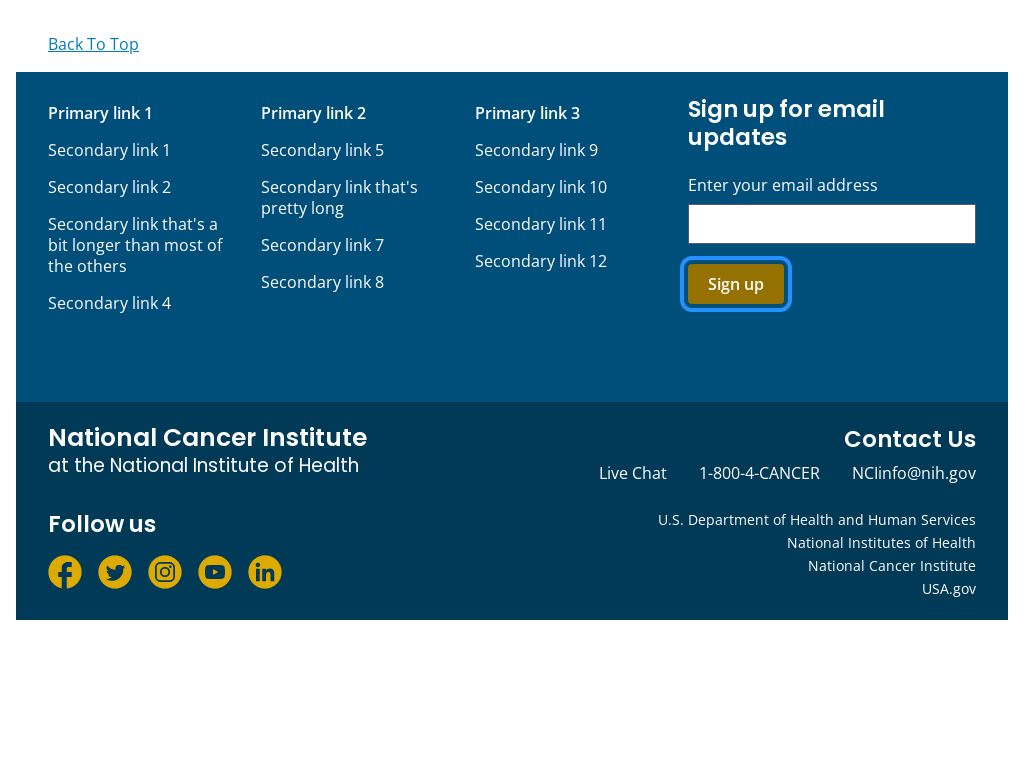 Back To Top
Primary link 1
Secondary link 1
Secondary link 2
Secondary link that's a
bit longer than most of
the others
Secondary link 4
Primary link 2
Secondary link 5
Secondary link that's
pretty long
Secondary link 7
Secondary link 8
Primary link 3
Secondary link 9
Secondary link 10
Secondary link 11
Secondary link 12
Sign up for email
updates
Enter your email address
Sign up
National Cancer Institute
at the National Institute of Health
Follow us
Contact Us
Live Chat 1-800-4-CANCER NCIinfo@nih.gov
U.S. Department of Health and Human Services
National Institutes of Health
National Cancer Institute
USA.gov